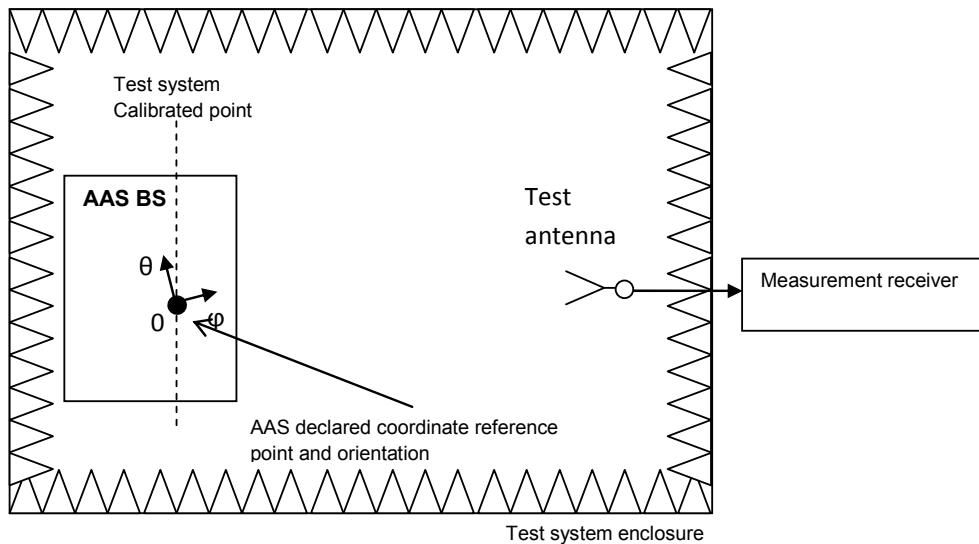 Test system
Calibrated point
AAS BS
θ
φ
0
Test
antenna
Measurement receiver
AAS declared coordinate reference
point and orientation
Test system enclosure